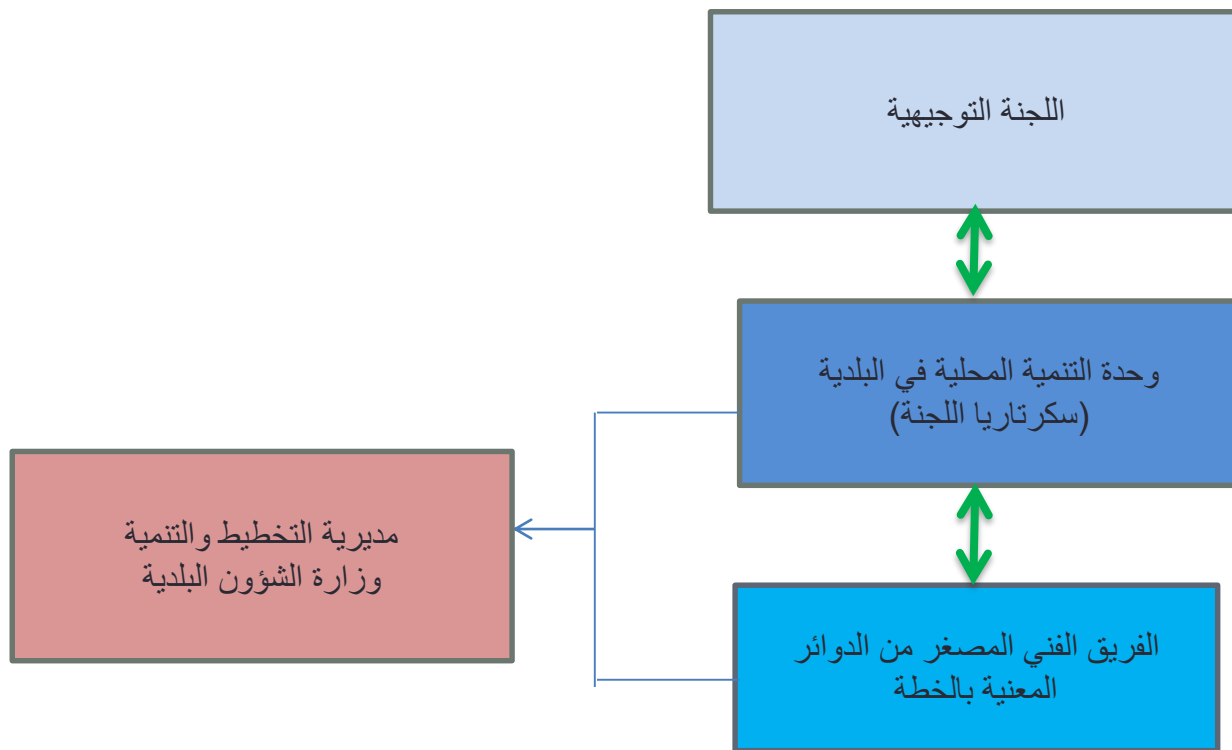 اللجنة التوجيهية
وحدة التنمية المحلية في البلدية
(سكرتاريا اللجنة)
مديرية التخطيط والتنمية
وزارة الشؤون البلدية
الفريق الفني المصغر من الدوائر
المعنية بالخطة